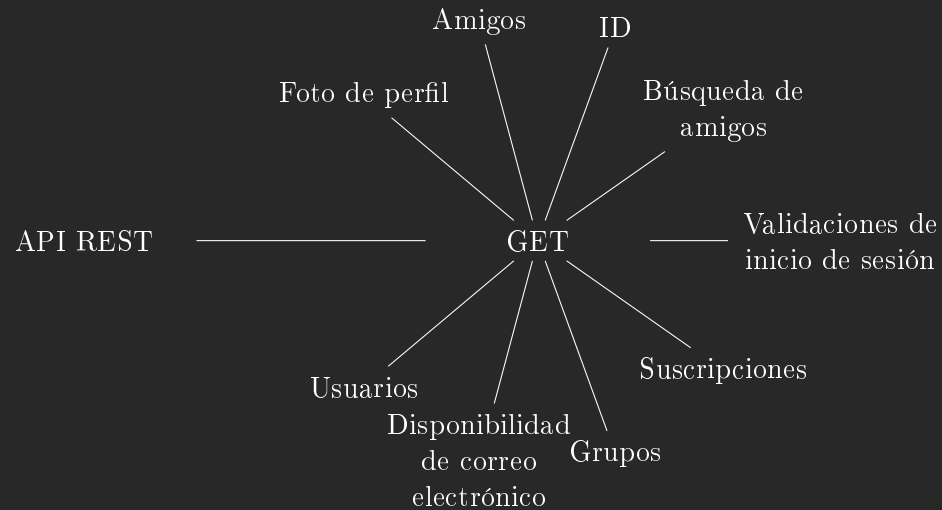 Amigos
ID
Foto de perfil
Búsqueda de
amigos
API REST
GET
Validaciones de
inicio de sesión
Usuarios
Suscripciones
Disponibilidad
de correo
electrónico
Grupos